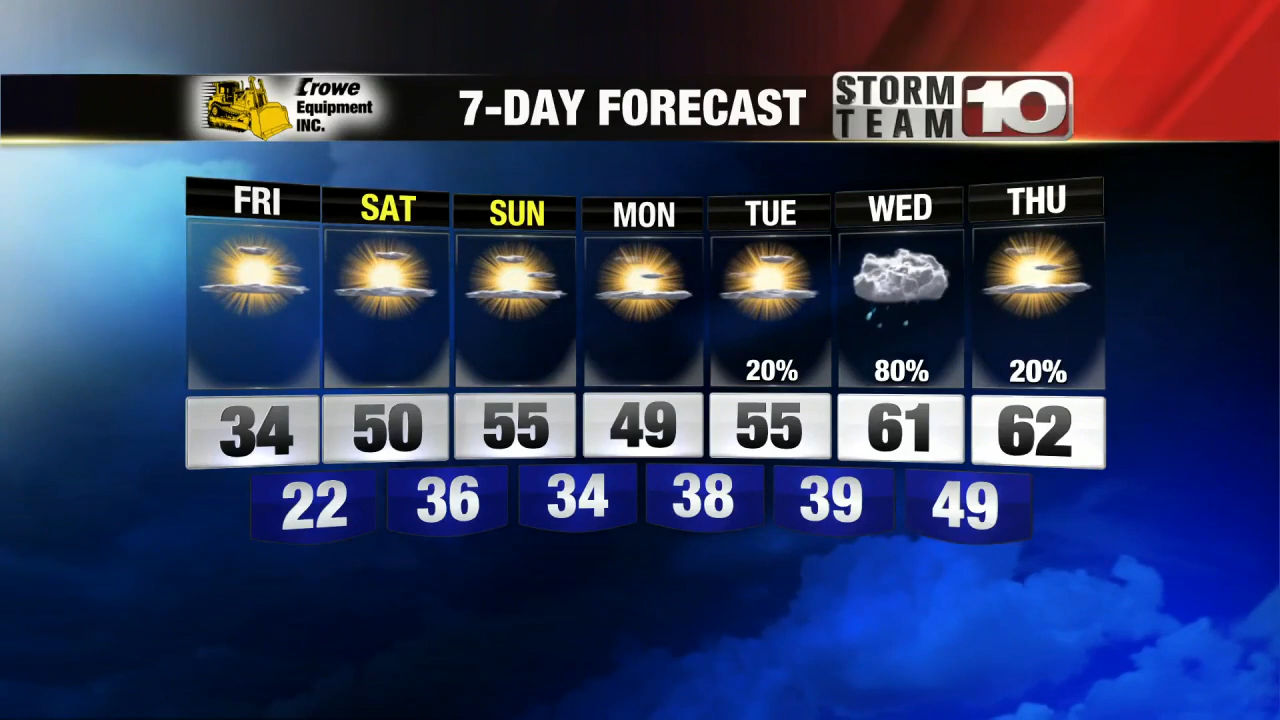 Crowe
Equipment
INC.
7-DAY FORECAST
STORM
TEAM
10
FRI SAT SUN MON TUE WED THU
20% 80% 20%
34 50 55 49 55 61 62
22 36 34 38 39 49